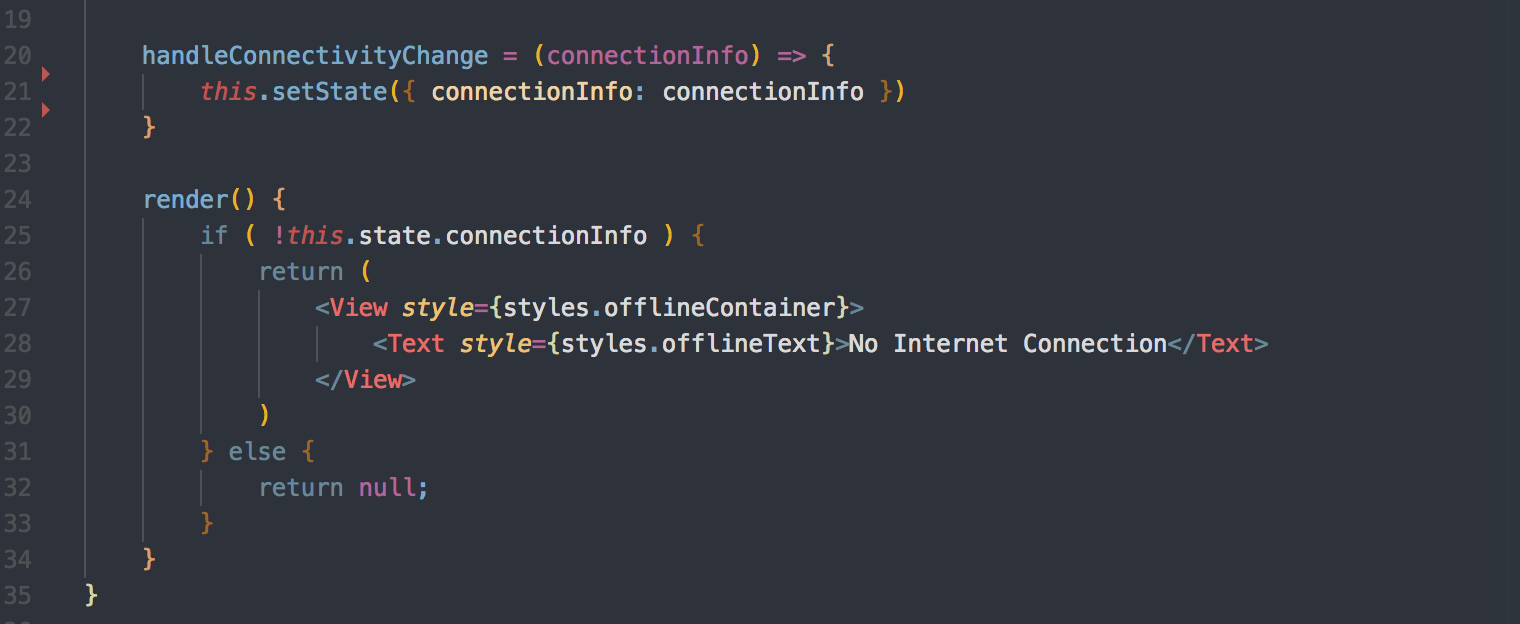 19
20 handleConnectivityChange = (connectionInfo) => {
21 this.setState({ connectionInfo: connectionInfo })
22 }
23
24 render() {
25 if ( !this.state.connectionInfo ) {
26 return (
27 <View style={styles.offlineContainer}>
28 <Text style={styles.offlineText}>No Internet Connection</Text>
29 </View>
30 )
31 } else {
32 return null;
33 }
34 }
35 }